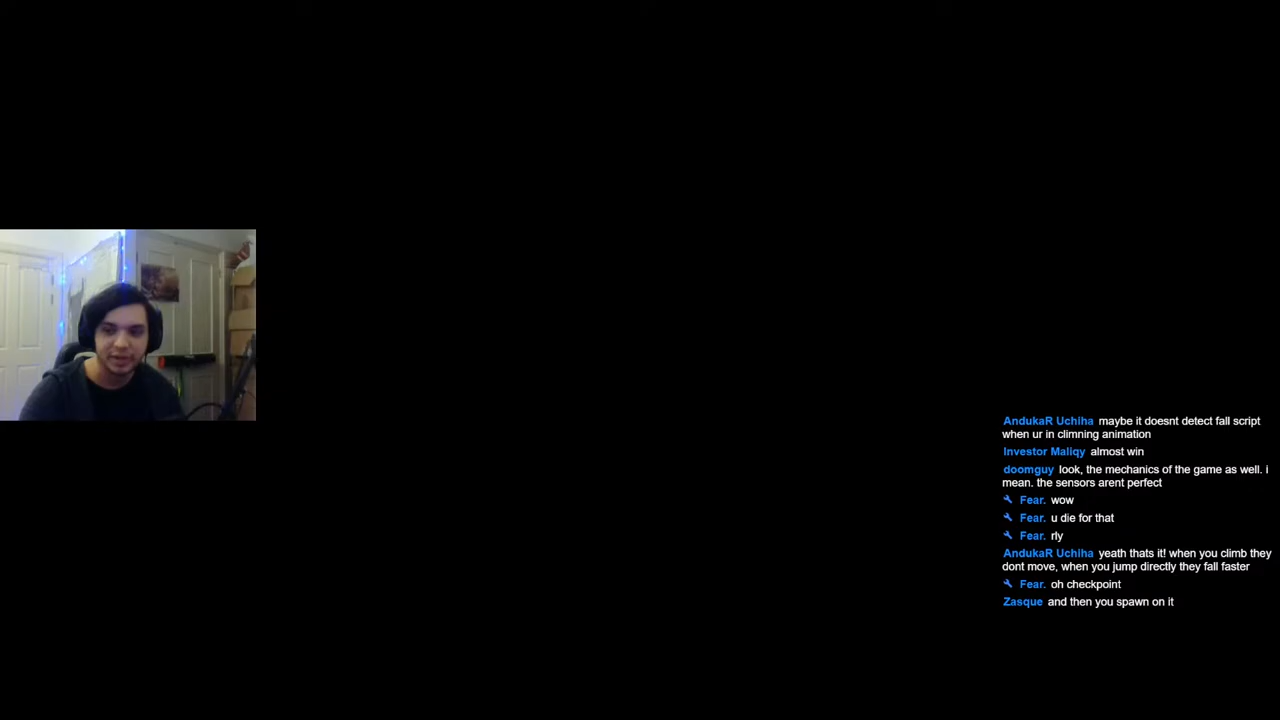 AndukaR Uchiha maybe it doesnt detect fall script
when ur in climning animation
Investor Maliqy almost win
doomguy look, the mechanics of the game as well. i
mean. the sensors arent perfect
Fear. wow
Fear. u die for that
Fear. rly
AndukaR Uchiha yeath thats it! when you climb they
dont move, when you jump directly they fall faster
Fear. oh checkpoint
Zasque and then you spawn on it